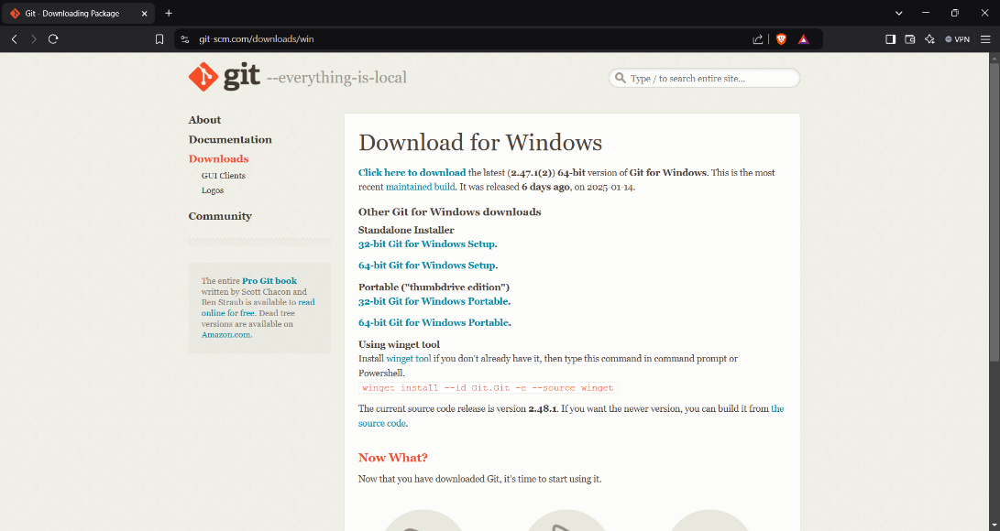 Git - Downloading Package
git-scm.com/downloads/win
VPN
git --everything-is-local
Type / to search entire site...
About
Documentation
Downloads
GUI Clients
Logos
Community
The entire Pro Git book
written by Scott Chacon and
Ben Straub is available to read
online for free. Dead tree
versions are available on
Amazon.com.
Download for Windows
Click here to download the latest (2.47.1(2)) 64-bit version of Git for Windows. This is the most
recent maintained build. It was released 6 days ago, on 2025-01-14.
Other Git for Windows downloads
Standalone Installer
32-bit Git for Windows Setup.
64-bit Git for Windows Setup.
Portable ("thumbdrive edition")
32-bit Git for Windows Portable.
64-bit Git for Windows Portable.
Using winget tool
Install winget tool if you don't already have it, then type this command in command prompt or
Powershell.
winget install --id Git.Git -e --source winget
The current source code release is version 2.48.1. If you want the newer version, you can build it from the
source code.
Now What?
Now that you have downloaded Git, it's time to start using it.